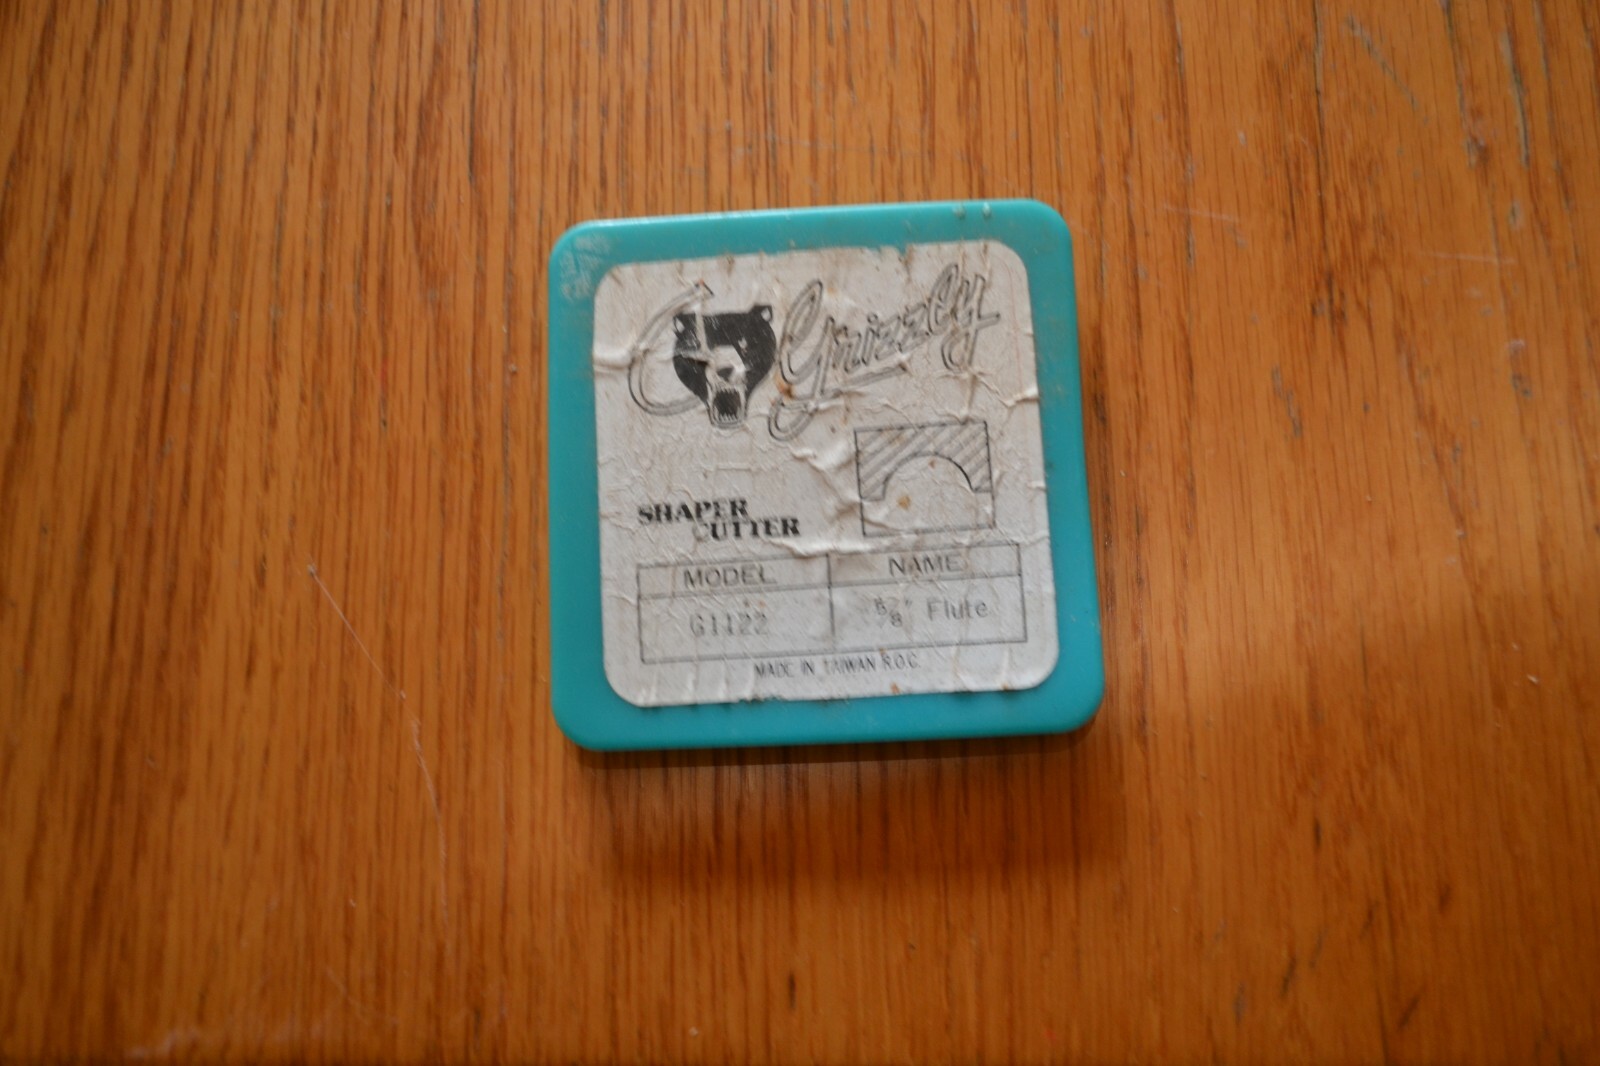 Grizzly
SHAPER
CUTTER
MODEL NAME
G1122 5/8" Flute
MADE IN TAIWAN R.O.C.